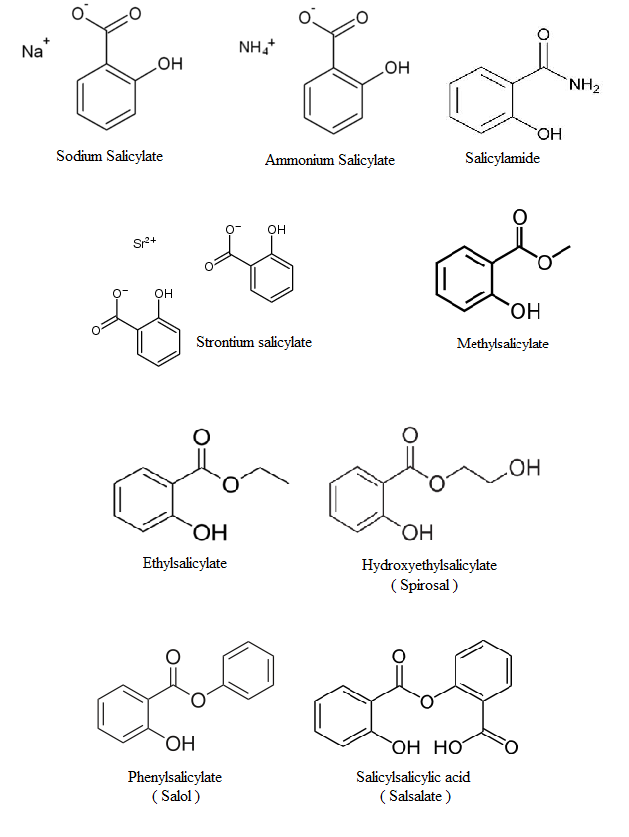 O⁻ O
Na⁺ OH
Sodium Salicylate
O⁻ O
NH₄⁺ OH
Ammonium Salicylate
O
NH₂
OH
Salicylamide
Sr²⁺
O⁻ OH
O
O⁻ OH
O
Strontium salicylate
O
O
OH
Methylsalicylate
O
O
OH
Ethylsalicylate
O
OH
O
OH
Hydroxyethylsalicylate
( Spirosal )
O
O
OH
Phenylsalicylate
( Salol )
O
O
OH HO O
Salicylsalicylic acid
( Salsalate )